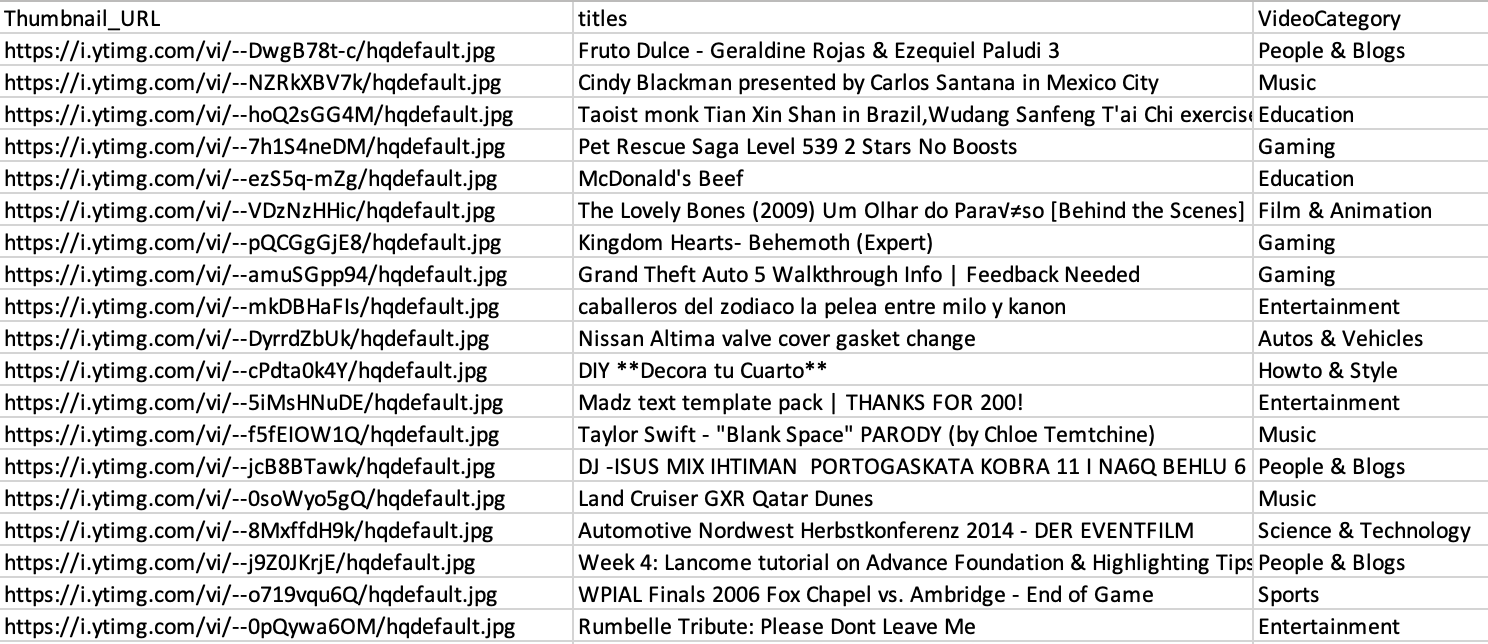 Thumbnail_URL titles VideoCategory
https://i.ytimg.com/vi/--DwgB78t-c/hqdefault.jpg Fruto Dulce - Geraldine Rojas & Ezequiel Paludi 3 People & Blogs
https://i.ytimg.com/vi/--NZRkXBV7k/hqdefault.jpg Cindy Blackman presented by Carlos Santana in Mexico City Music
https://i.ytimg.com/vi/--hoQ2sGG4M/hqdefault.jpg Taoist monk Tian Xin Shan in Brazil,Wudang Sanfeng T'ai Chi exercise Education
https://i.ytimg.com/vi/--7h1S4neDM/hqdefault.jpg Pet Rescue Saga Level 539 2 Stars No Boosts Gaming
https://i.ytimg.com/vi/--ezS5q-mZg/hqdefault.jpg McDonald's Beef Education
https://i.ytimg.com/vi/--VDzNzHHic/hqdefault.jpg The Lovely Bones (2009) Um Olhar do Para√≠so [Behind the Scenes] Film & Animation
https://i.ytimg.com/vi/--pQCGgGjE8/hqdefault.jpg Kingdom Hearts- Behemoth (Expert) Gaming
https://i.ytimg.com/vi/--amuSGpp94/hqdefault.jpg Grand Theft Auto 5 Walkthrough Info | Feedback Needed Gaming
https://i.ytimg.com/vi/--mkDBHaFIs/hqdefault.jpg caballeros del zodiaco la pelea entre milo y kanon Entertainment
https://i.ytimg.com/vi/--DyrrdZbUk/hqdefault.jpg Nissan Altima valve cover gasket change Autos & Vehicles
https://i.ytimg.com/vi/--cPdta0k4Y/hqdefault.jpg DIY **Decora tu Cuarto** Howto & Style
https://i.ytimg.com/vi/--5iMsHNuDE/hqdefault.jpg Madz text template pack | THANKS FOR 200! Entertainment
https://i.ytimg.com/vi/--f5fEIOW1Q/hqdefault.jpg Taylor Swift - "Blank Space" PARODY (by Chloe Temtchine) Music
https://i.ytimg.com/vi/--jcB8BTawk/hqdefault.jpg DJ -ISUS MIX IHTIMAN  PORTOGASKATA KOBRA 11 I NA6Q BEHLU 6 People & Blogs
https://i.ytimg.com/vi/--0soWyo5gQ/hqdefault.jpg Land Cruiser GXR Qatar Dunes Music
https://i.ytimg.com/vi/--8MxffdH9k/hqdefault.jpg Automotive Nordwest Herbstkonferenz 2014 - DER EVENTFILM Science & Technology
https://i.ytimg.com/vi/--j9Z0JKrjE/hqdefault.jpg Week 4: Lancome tutorial on Advance Foundation & Highlighting Tips People & Blogs
https://i.ytimg.com/vi/--o719vqu6Q/hqdefault.jpg WPIAL Finals 2006 Fox Chapel vs. Ambridge - End of Game Sports
https://i.ytimg.com/vi/--0pQywa6OM/hqdefault.jpg Rumbelle Tribute: Please Dont Leave Me Entertainment